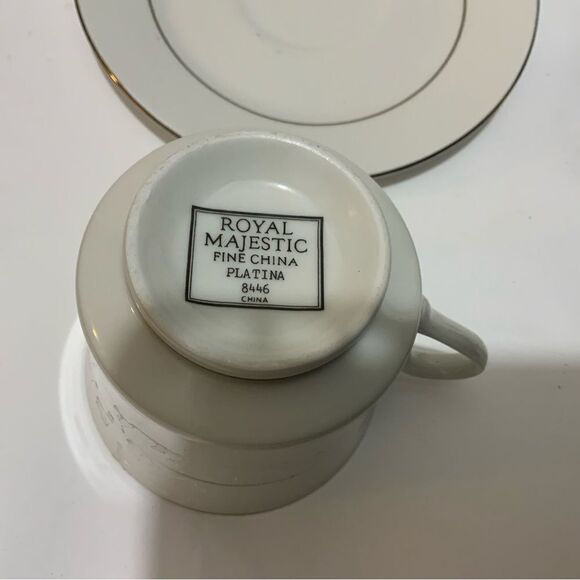 ROYAL
MAJESTIC
FINE CHINA
PLATINA
8446
CHINA